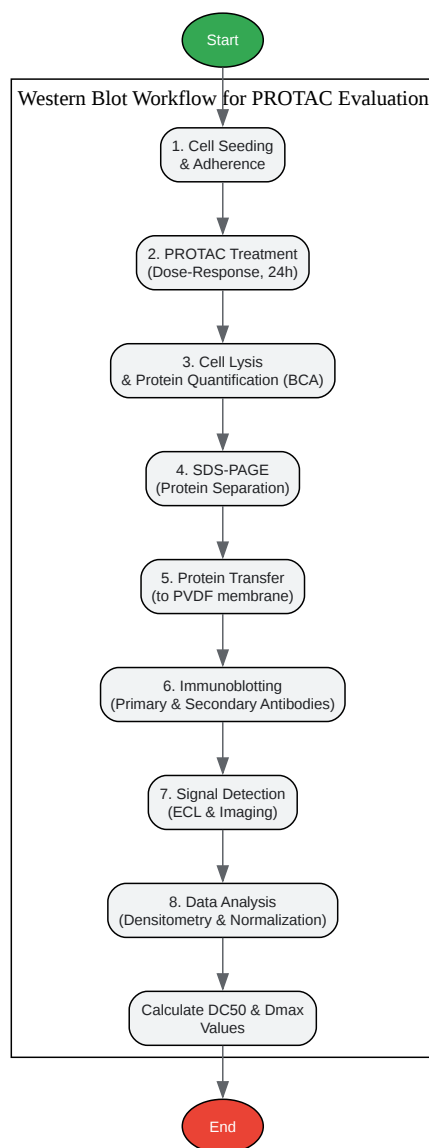 Start
Western Blot Workflow for PROTAC Evaluation
1. Cell Seeding
& Adherence
2. PROTAC Treatment
(Dose-Response, 24h)
3. Cell Lysis
& Protein Quantification (BCA)
4. SDS-PAGE
(Protein Separation)
5. Protein Transfer
(to PVDF membrane)
6. Immunoblotting
(Primary & Secondary Antibodies)
7. Signal Detection
(ECL & Imaging)
8. Data Analysis
(Densitometry & Normalization)
Calculate DC50 & Dmax
Values
End